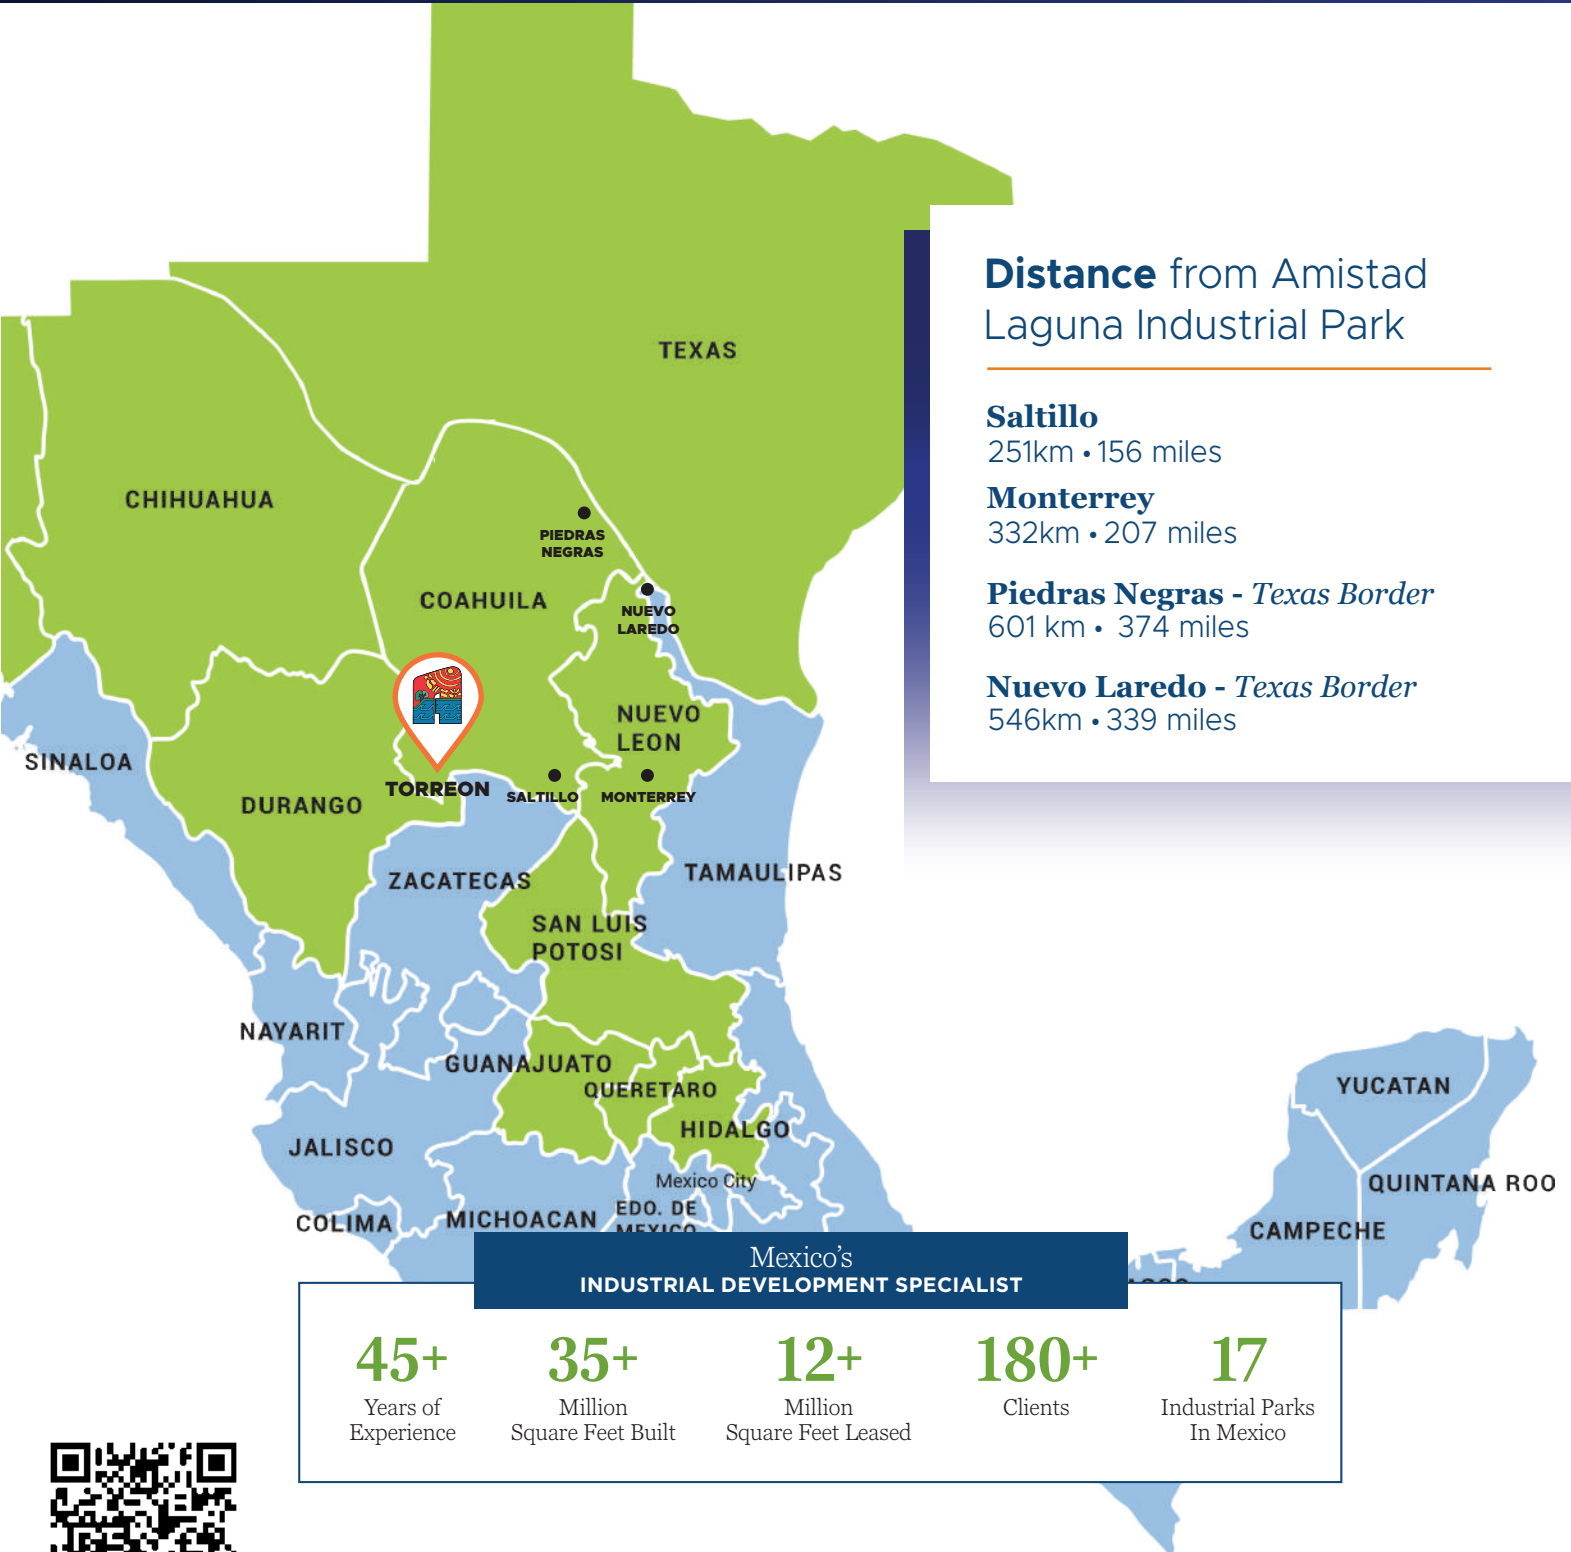 TEXAS
Distance from Amistad
Laguna Industrial Park
Saltillo
251km • 156 miles
Monterrey
332km • 207 miles
Piedras Negras - Texas Border
601 km • 374 miles
Nuevo Laredo - Texas Border
546km • 339 miles
CHIHUAHUA
PIEDRAS
NEGRAS
COAHUILA
NUEVO
LAREDO
NUEVO
LEON
SINALOA
DURANGO
TORREON
SALTILLO
MONTERREY
ZACATECAS
TAMAULIPAS
SAN LUIS
POTOSI
NAYARIT
GUANAJUATO
QUERETARO
HIDALGO
JALISCO
Mexico City
COLIMA
MICHOACAN
EDO. DE
MEXICO
YUCATAN
QUINTANA ROO
CAMPECHE
Mexico's
INDUSTRIAL DEVELOPMENT SPECIALIST
45+
Years of
Experience
35+
Million
Square Feet Built
12+
Million
Square Feet Leased
180+
Clients
17
Industrial Parks
In Mexico